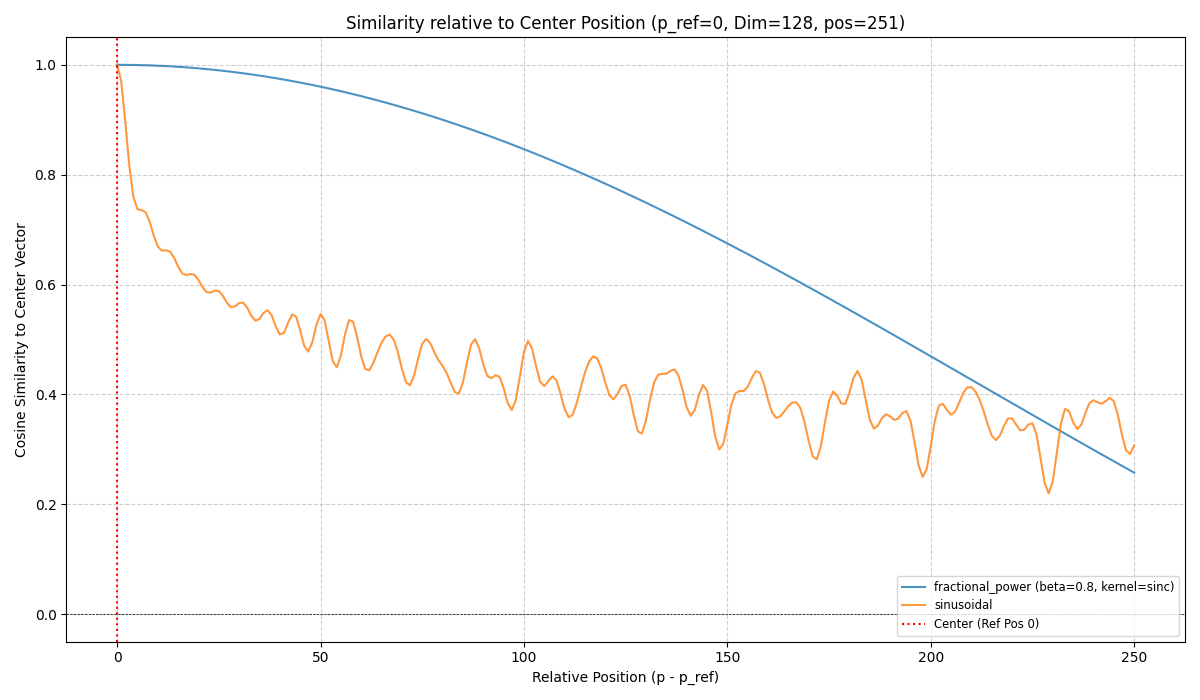 Similarity relative to Center Position (p_ref=0, Dim=128, pos=251)
Cosine Similarity to Center Vector
1.0
0.8
0.6
0.4
0.2
0.0
fractional_power (beta=0.8, kernel=sinc)
sinusoidal
Center (Ref Pos 0)
0 50 100 150 200 250
Relative Position (p - p_ref)